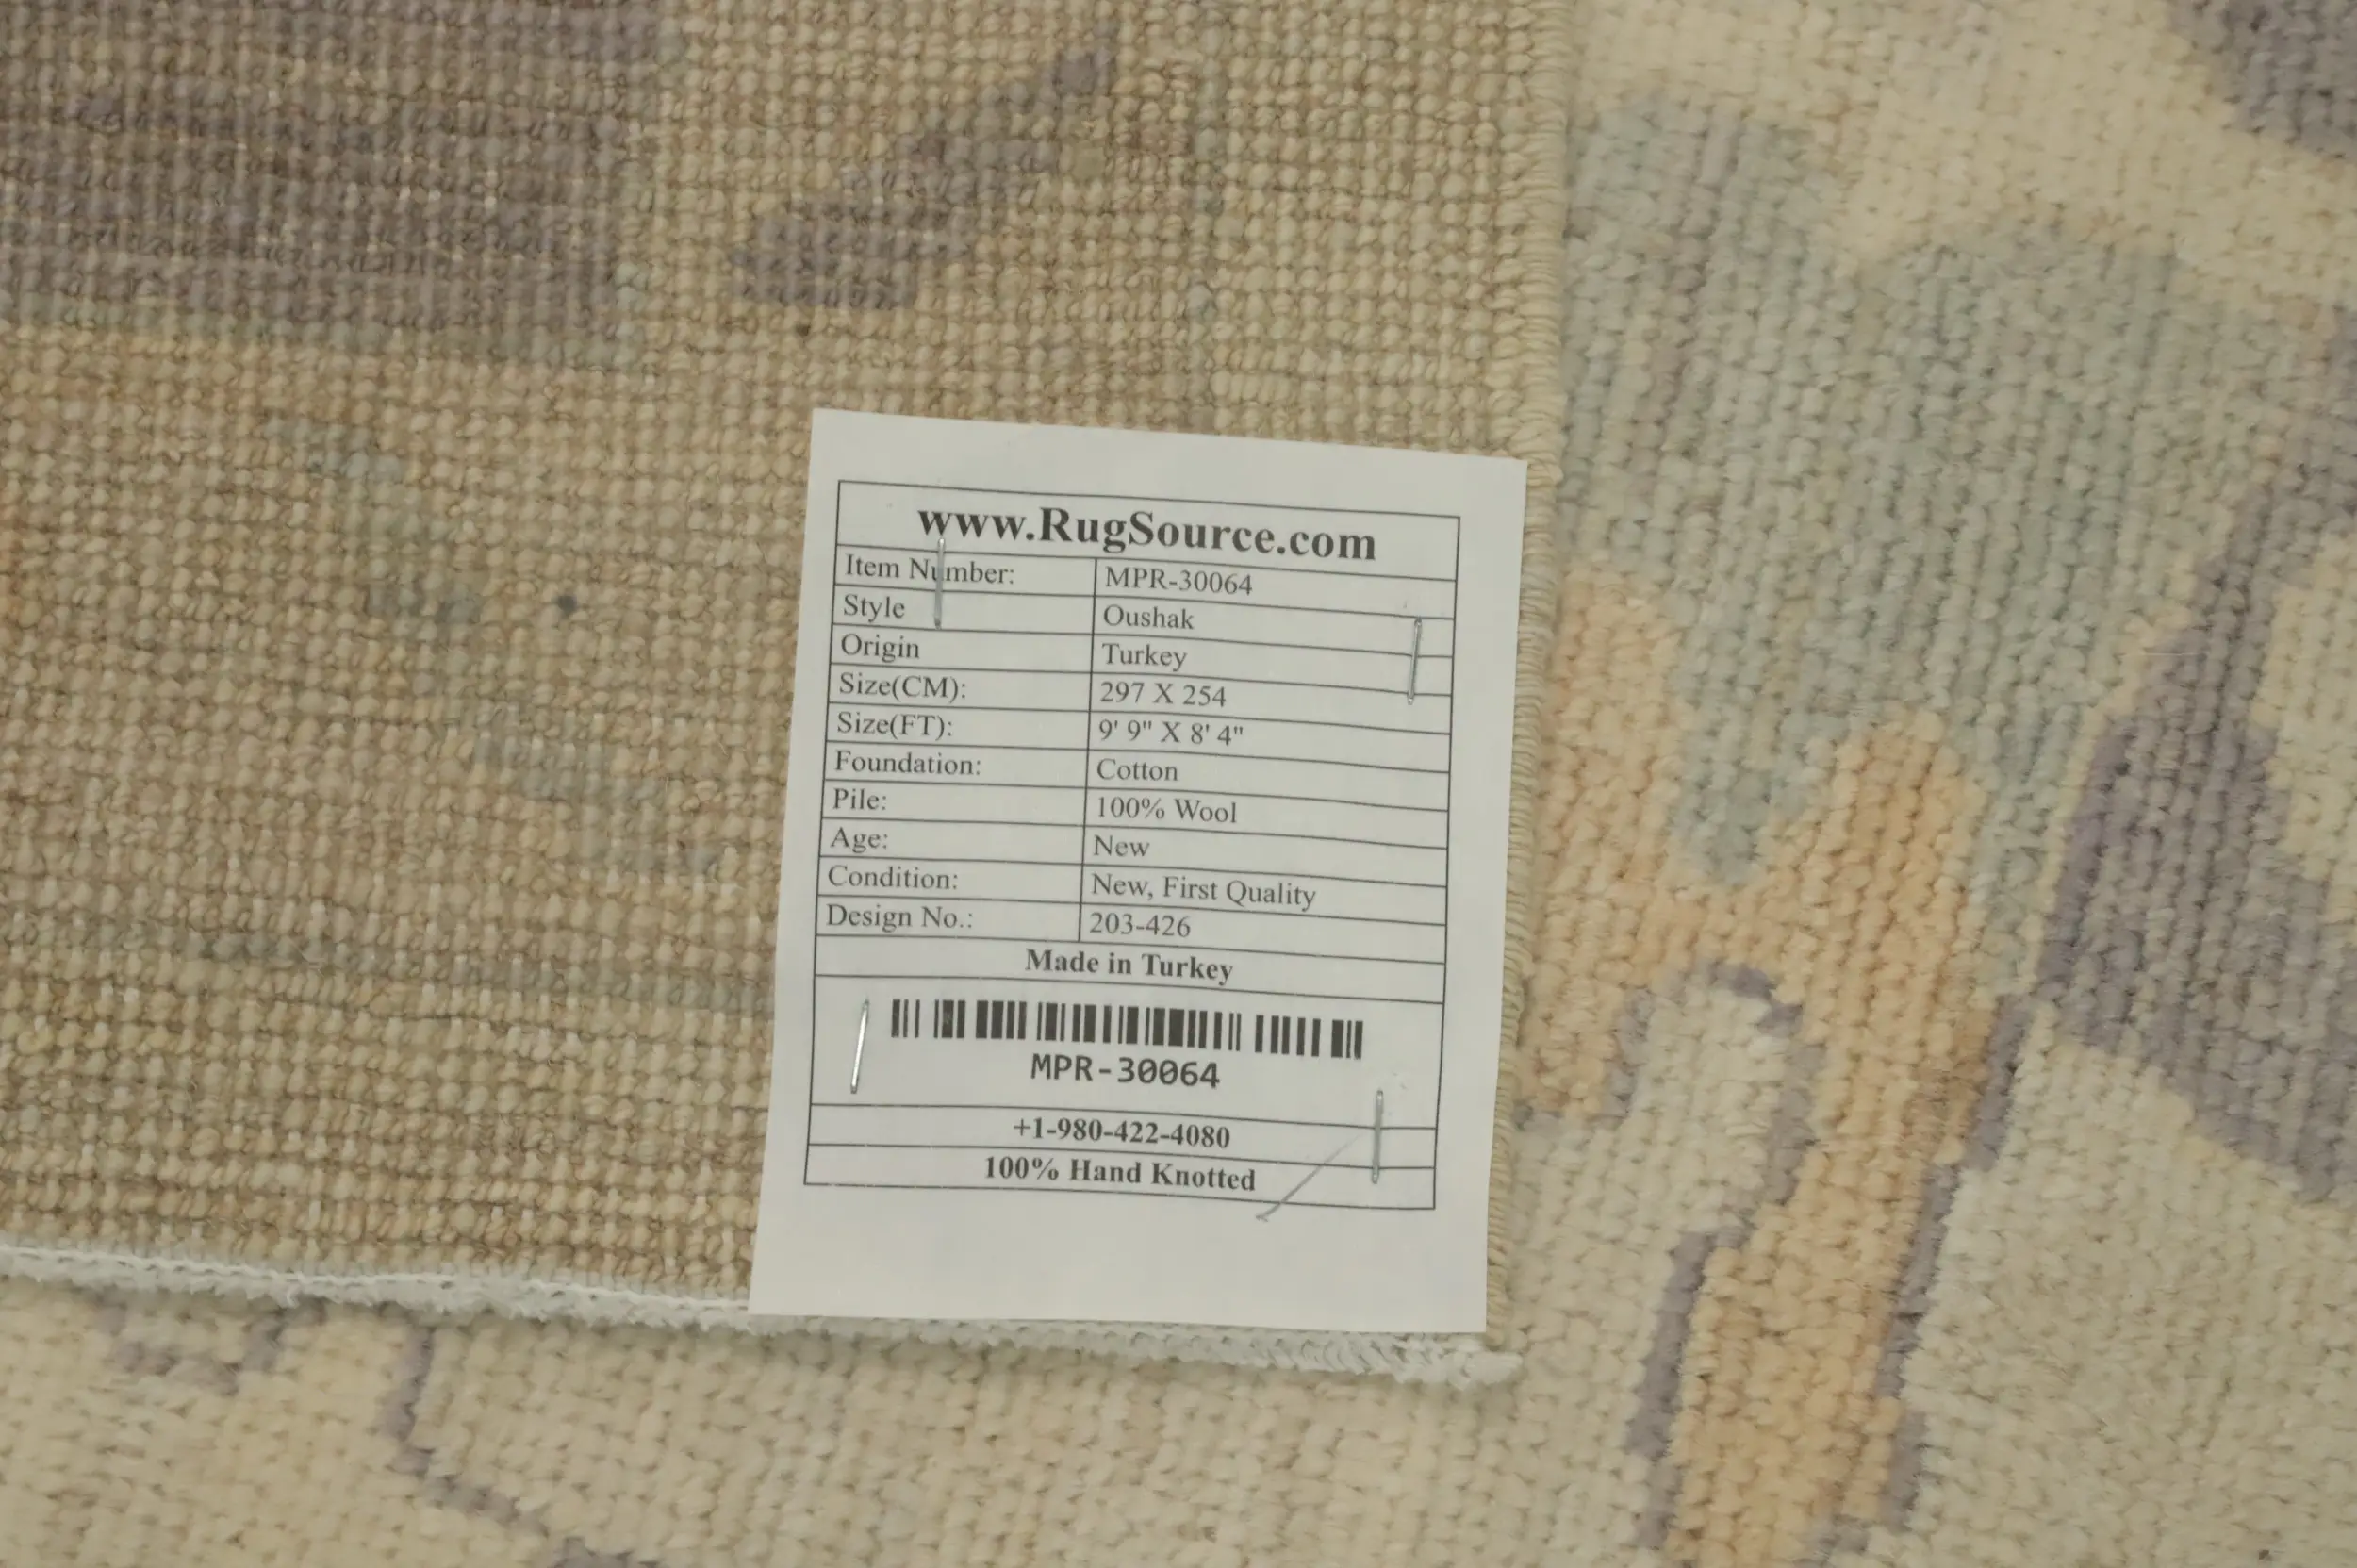 www.RugSource.com
Item Number: MPR-30064
Style Oushak
Origin Turkey
Size(CM): 297 X 254
Size(FT): 9' 9" X 8' 4"
Foundation: Cotton
Pile: 100% Wool
Age: New
Condition: New, First Quality
Design No.: 203-426
Made in Turkey
MPR-30064
+1-980-422-4080
100% Hand Knotted